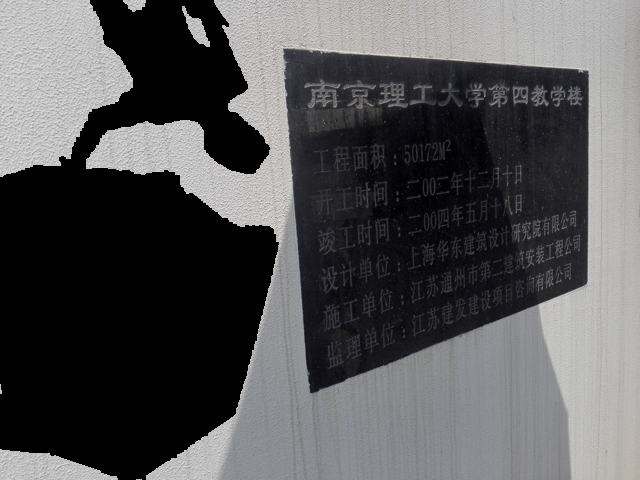 南京理工大学第四教学楼
工程面积：50172M²
开工时间：二00二年十二月十日
竣工时间：二00四年五月十八日
设计单位：上海华东建筑设计研究院有限公司
施工单位：江苏通州市第二建筑安装工程公司
监理单位：江苏建发建设项目咨询有限公司